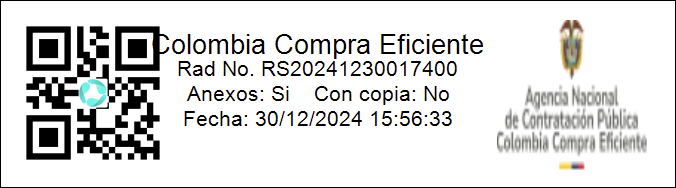 Colombia Compra Eficiente
Rad No. RS20241230017400
Anexos: Si Con copia: No
Fecha: 30/12/2024 15:56:33
Agencia Nacional
de Contratación Pública
Colombia Compra Eficiente